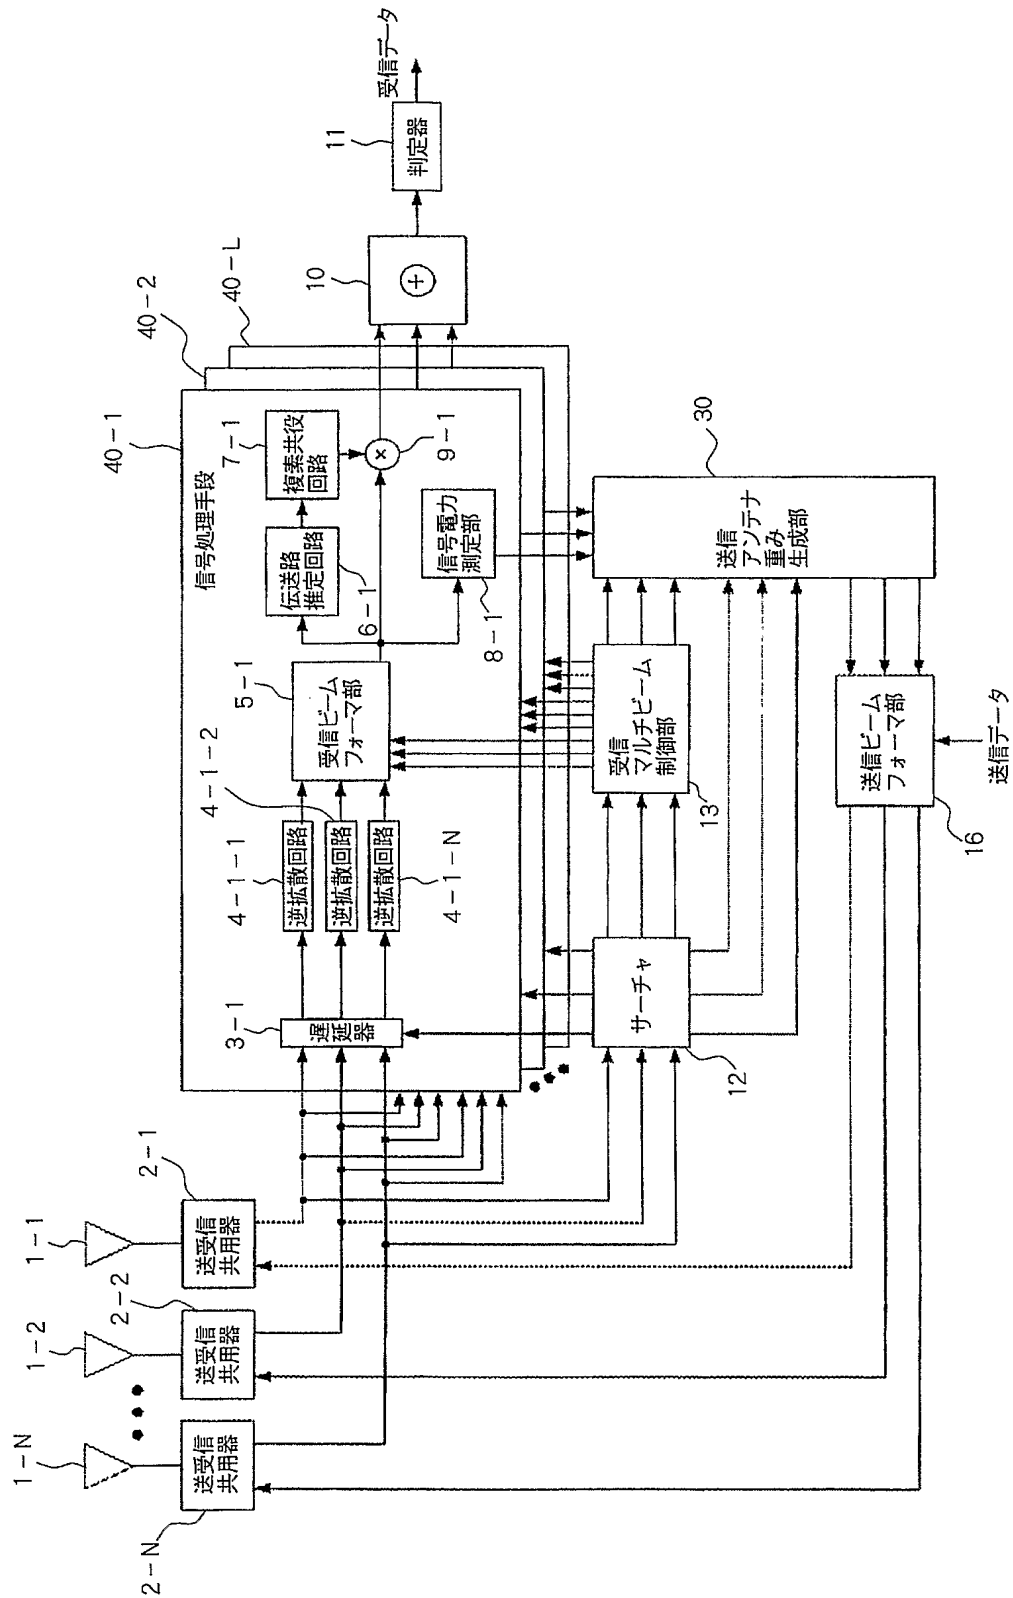 1-1
1-2
1-N
2-1
2-2
2-N
送受信
共用器
送受信
共用器
送受信
共用器
40-1
40-2
40-L
信号処理手段
3-1
遅延器
4-1-1
4-1-2
4-1-N
逆拡散回路
逆拡散回路
逆拡散回路
5-1
受信ビーム
フォーマ部
6-1
伝送路
推定回路
7-1
複素共役
回路
8-1
信号電力
測定部
×
9-1
10
+
11
判定器
受信データ
12
サーチャ
13
受信
マルチビーム
制御部
30
送信
アンテナ
重み
生成部
16
送信ビーム
フォーマ部
送信データ